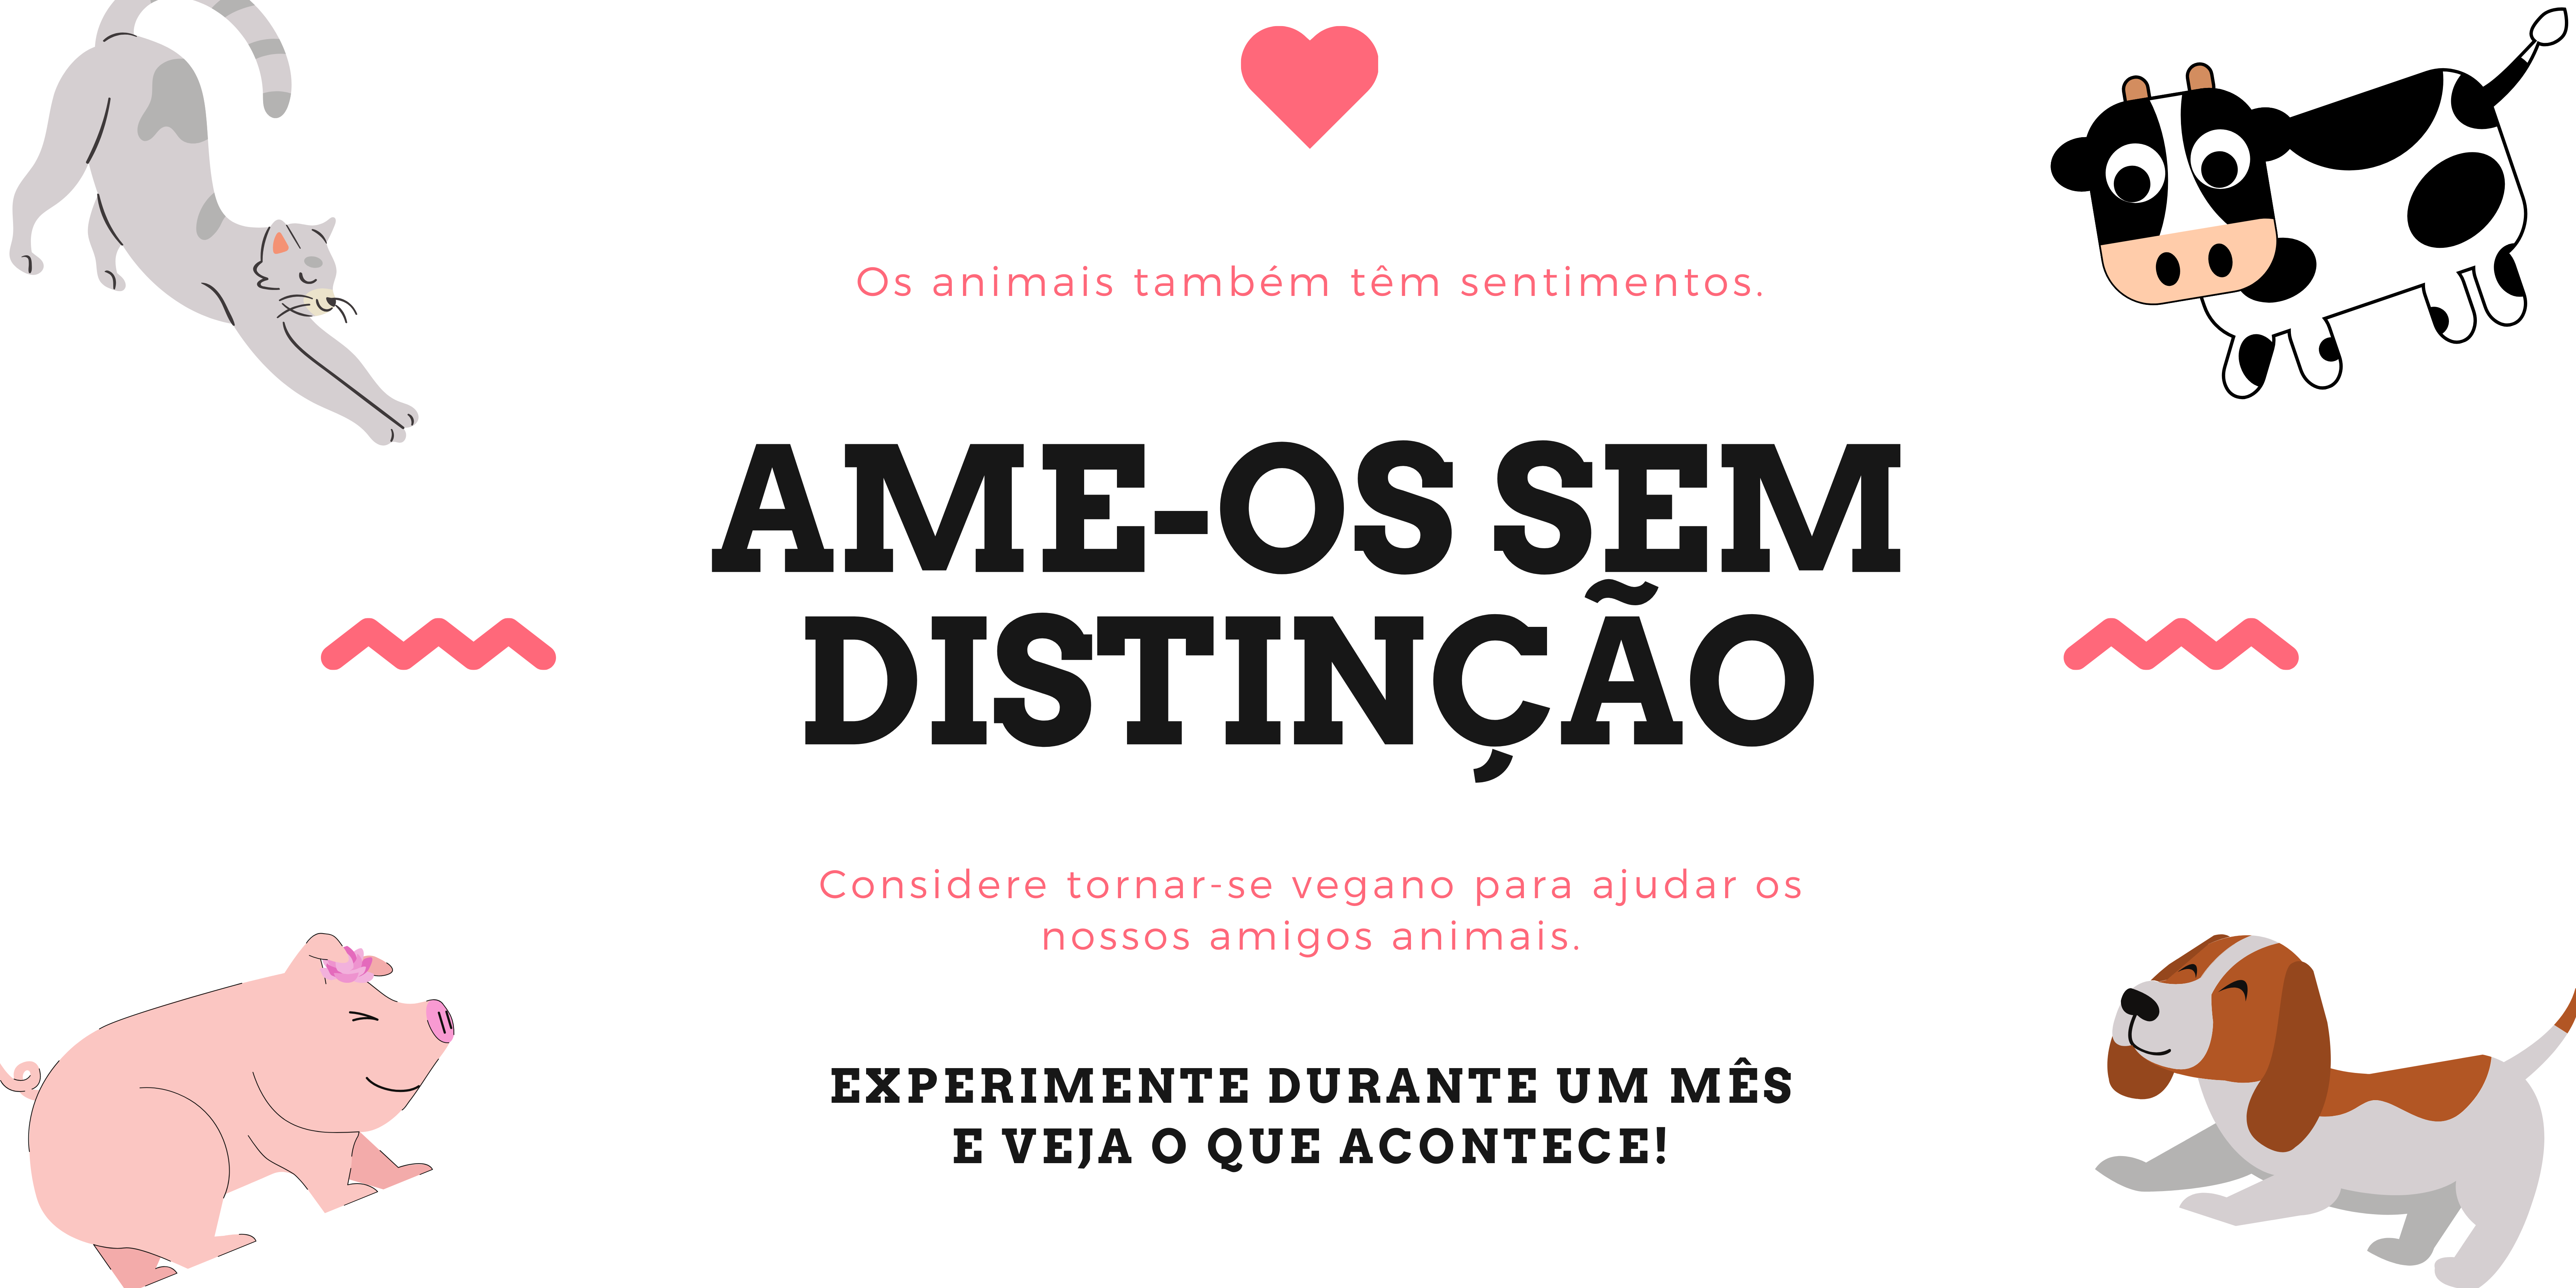 Os animais também têm sentimentos.
AME-OS SEM
DISTINÇÃO
Considere tornar-se vegano para ajudar os
nossos amigos animais.
EXPERIMENTE DURANTE UM MÊS
E VEJA O QUE ACONTECE!